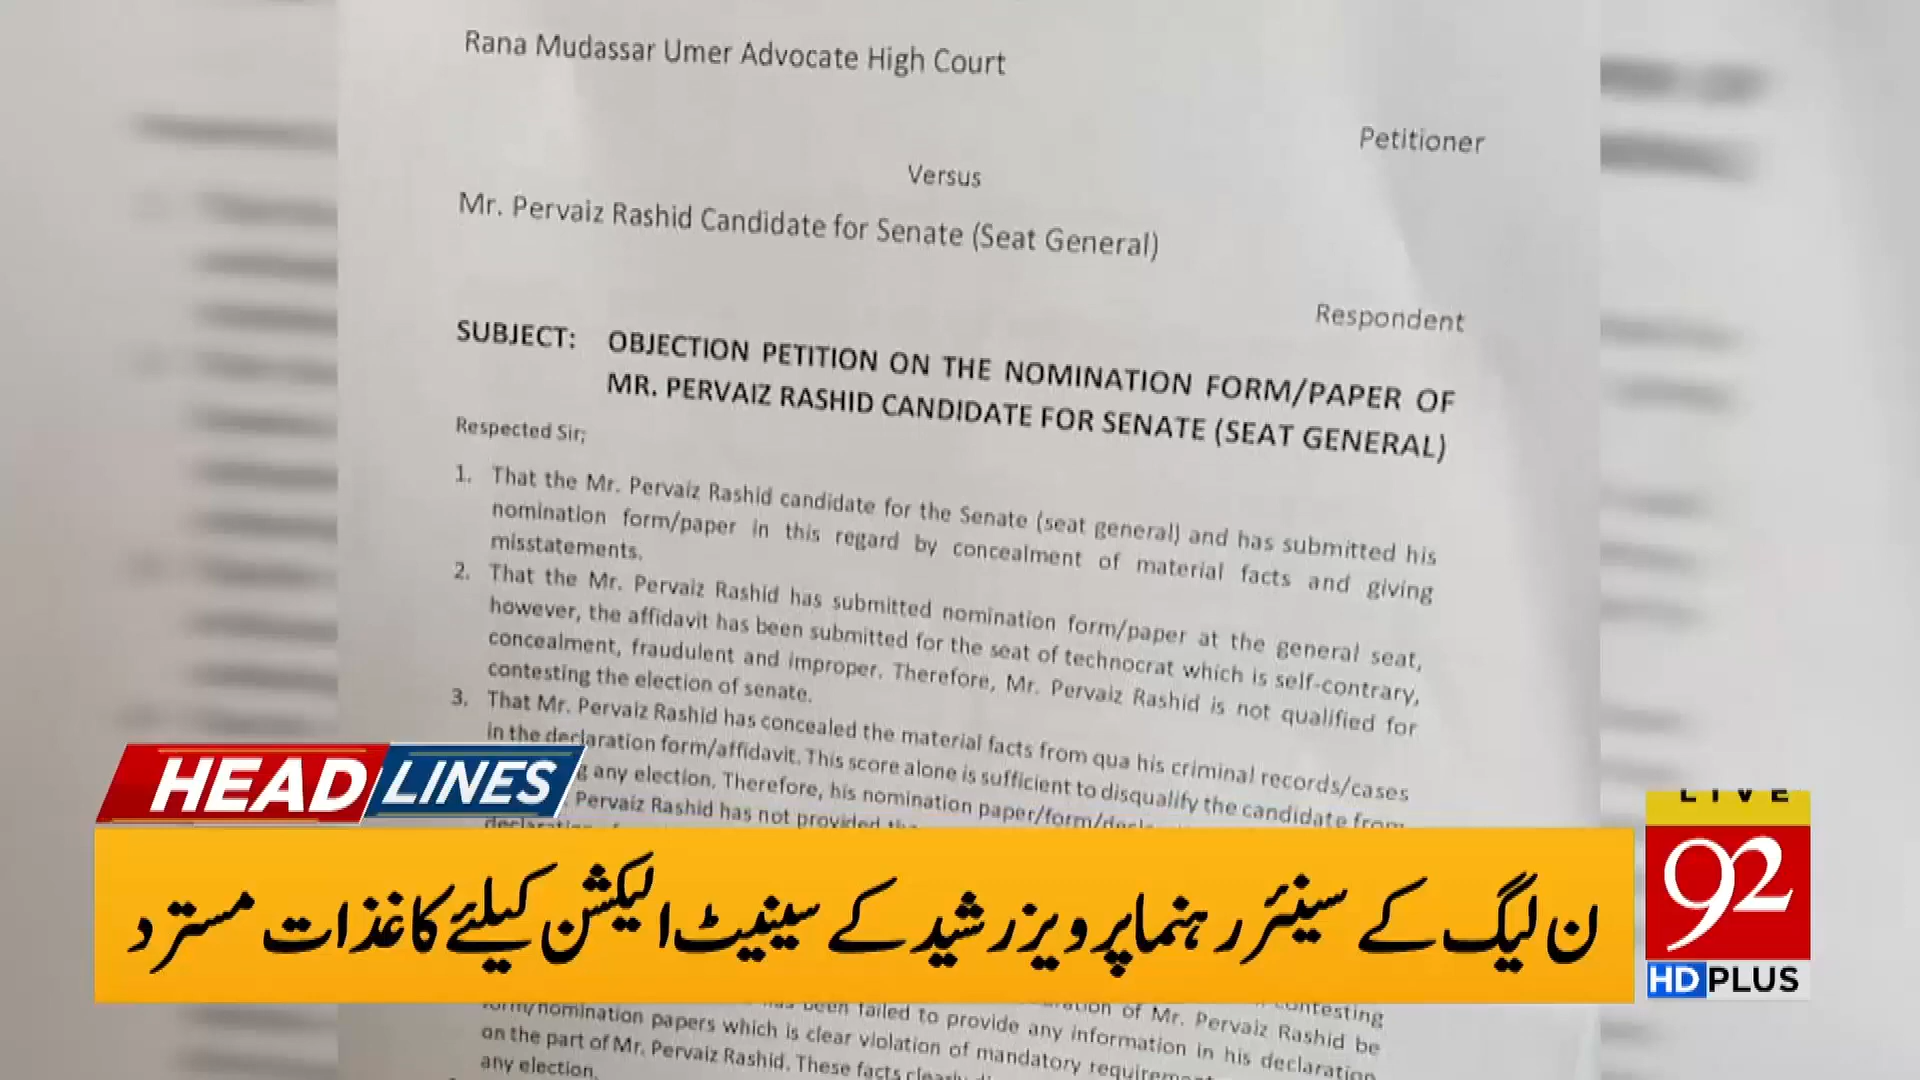 Rana Mudassar Umer Advocate High Court
Petitioner
Versus
Mr. Pervaiz Rashid Candidate for Senate (Seat General)
Respondent
SUBJECT: OBJECTION PETITION ON THE NOMINATION FORM/PAPER OF
MR. PERVAIZ RASHID CANDIDATE FOR SENATE (SEAT GENERAL)
Respected Sir;
1. That the Mr. Pervaiz Rashid candidate for the Senate (seat general) and has submitted his
nomination form/paper in this regard by concealment of material facts and giving
misstatements.
2. That the Mr. Pervaiz Rashid has submitted nomination form/paper at the general seat,
however, the affidavit has been submitted for the seat of technocrat which is self-contrary,
concealment, fraudulent and improper. Therefore, Mr. Pervaiz Rashid is not qualified for
contesting the election of senate.
3. That Mr. Pervaiz Rashid has concealed the material facts from qua his criminal records/cases
in the declaration form/affidavit. This score alone is sufficient to disqualify the candidate from
any election. Therefore, his nomination paper/form/
Pervaiz Rashid has not provided
HEADLINES
ن لیگ کے سینئر رہنما پرویز رشید کے سینیٹ الیکشن کیلئے کاغذات مسترد
LIVE
92
HD PLUS
contesting
form/nomination papers which is clear violation of mandatory
been failed to provide any information in his declaration
of Mr. Pervaiz Rashid be
on the part of Mr. Pervaiz Rashid. These facts
any election.